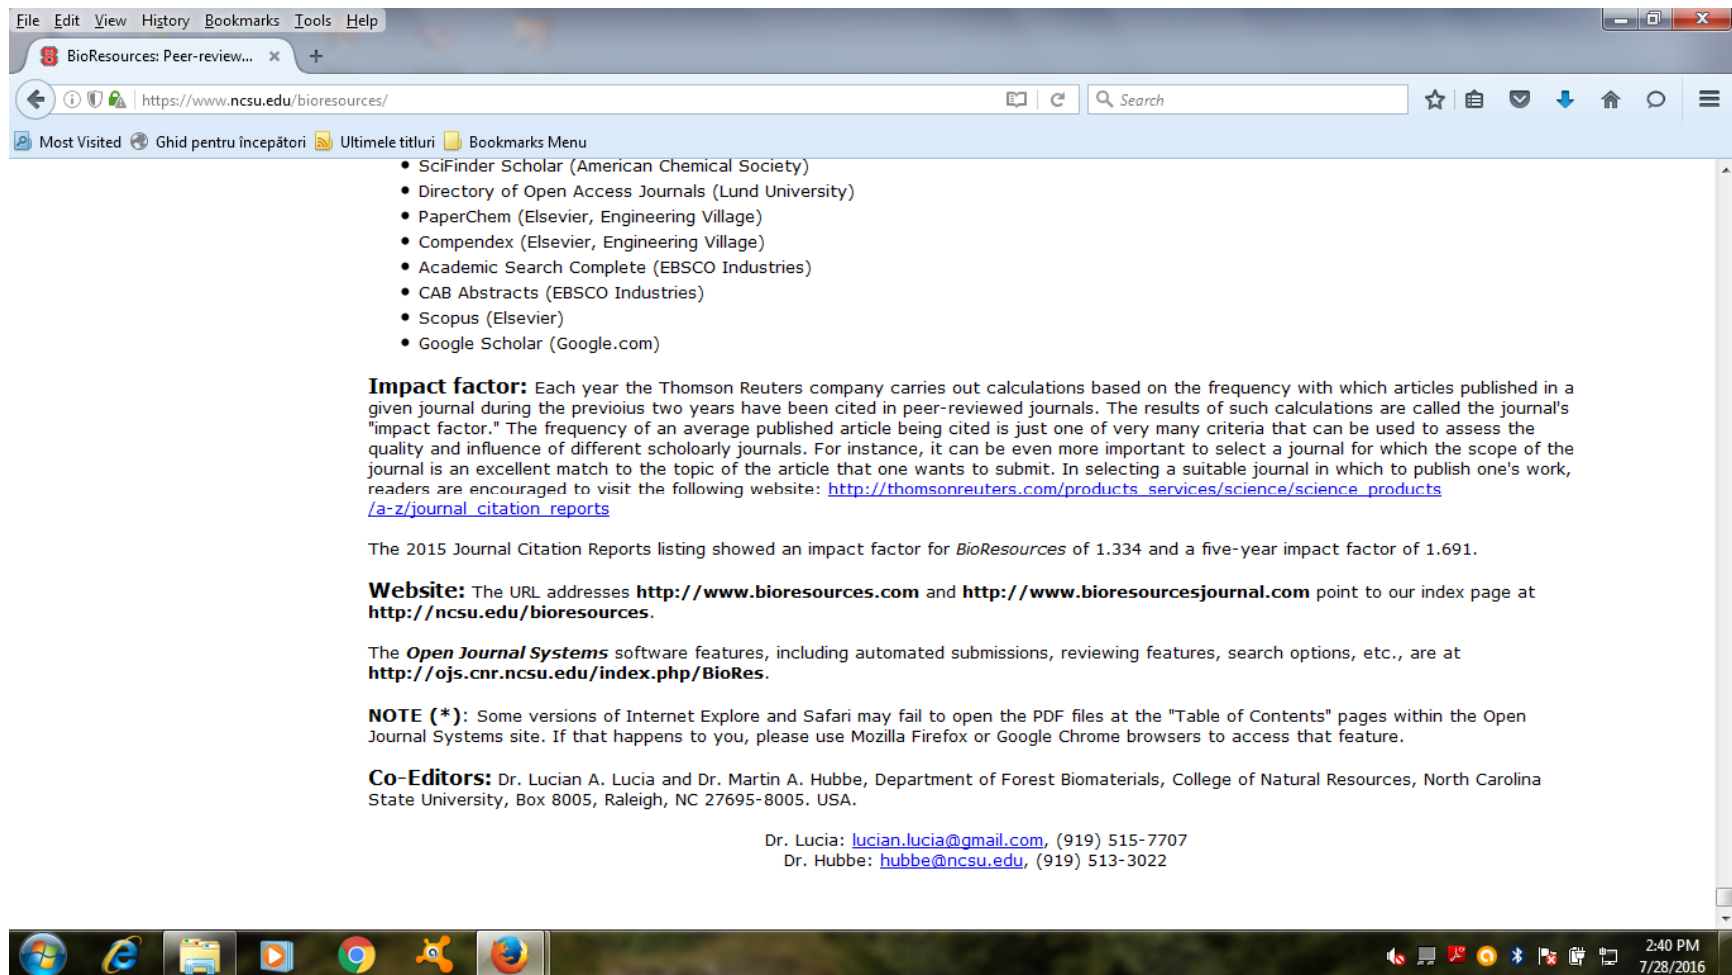 File Edit View History Bookmarks Tools Help
BioResources: Peer-review...
https://www.ncsu.edu/bioresources/
Search
Most Visited Ghid pentru începători Ultimele titluri Bookmarks Menu
• SciFinder Scholar (American Chemical Society)
• Directory of Open Access Journals (Lund University)
• PaperChem (Elsevier, Engineering Village)
• Compendex (Elsevier, Engineering Village)
• Academic Search Complete (EBSCO Industries)
• CAB Abstracts (EBSCO Industries)
• Scopus (Elsevier)
• Google Scholar (Google.com)
Impact factor: Each year the Thomson Reuters company carries out calculations based on the frequency with which articles published in a
given journal during the previoius two years have been cited in peer-reviewed journals. The results of such calculations are called the journal's
"impact factor." The frequency of an average published article being cited is just one of very many criteria that can be used to assess the
quality and influence of different scholoarly journals. For instance, it can be even more important to select a journal for which the scope of the
journal is an excellent match to the topic of the article that one wants to submit. In selecting a suitable journal in which to publish one's work,
readers are encouraged to visit the following website: http://thomsonreuters.com/products_services/science/science_products
/a-z/journal_citation_reports
The 2015 Journal Citation Reports listing showed an impact factor for BioResources of 1.334 and a five-year impact factor of 1.691.
Website: The URL addresses http://www.bioresources.com and http://www.bioresourcesjournal.com point to our index page at
http://ncsu.edu/bioresources.
The Open Journal Systems software features, including automated submissions, reviewing features, search options, etc., are at
http://ojs.cnr.ncsu.edu/index.php/BioRes.
NOTE (*): Some versions of Internet Explore and Safari may fail to open the PDF files at the "Table of Contents" pages within the Open
Journal Systems site. If that happens to you, please use Mozilla Firefox or Google Chrome browsers to access that feature.
Co-Editors: Dr. Lucian A. Lucia and Dr. Martin A. Hubbe, Department of Forest Biomaterials, College of Natural Resources, North Carolina
State University, Box 8005, Raleigh, NC 27695-8005. USA.
Dr. Lucia: lucian.lucia@gmail.com, (919) 515-7707
Dr. Hubbe: hubbe@ncsu.edu, (919) 513-3022
2:40 PM
7/28/2016